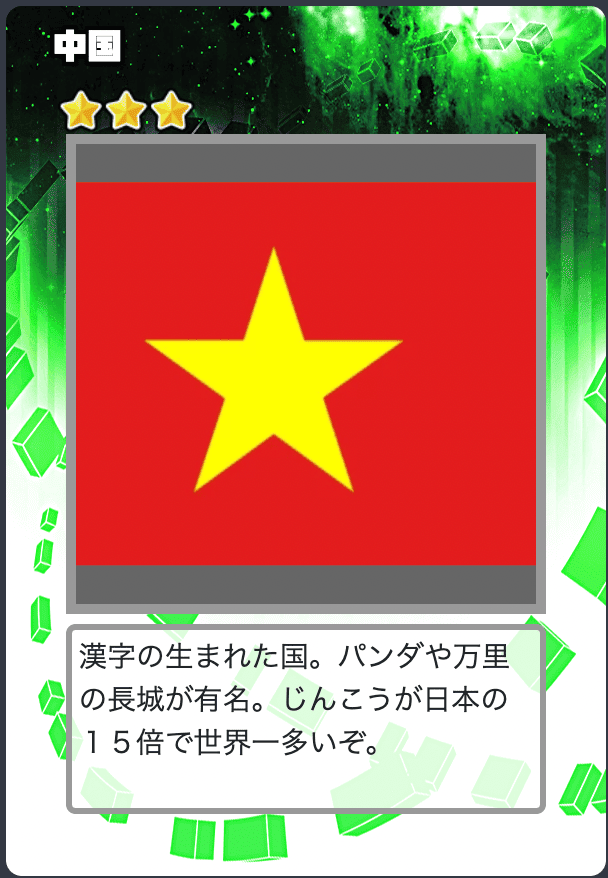 中国
漢字の生まれた国。パンダや万里
の長城が有名。じんこうが日本の
１５倍で世界一多いぞ。